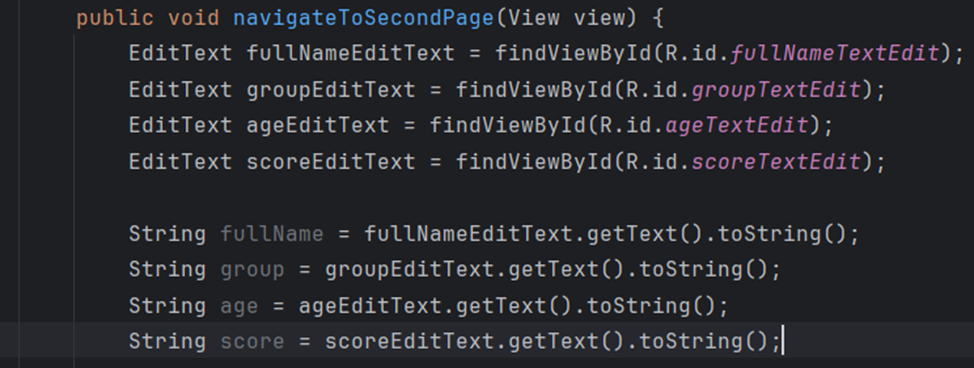 public void navigateToSecondPage(View view) {
EditText fullNameEditText = findViewById(R.id.fullNameTextEdit);
EditText groupEditText = findViewById(R.id.groupTextEdit);
EditText ageEditText = findViewById(R.id.ageTextEdit);
EditText scoreEditText = findViewById(R.id.scoreTextEdit);
String fullName = fullNameEditText.getText().toString();
String group = groupEditText.getText().toString();
String age = ageEditText.getText().toString();
String score = scoreEditText.getText().toString();